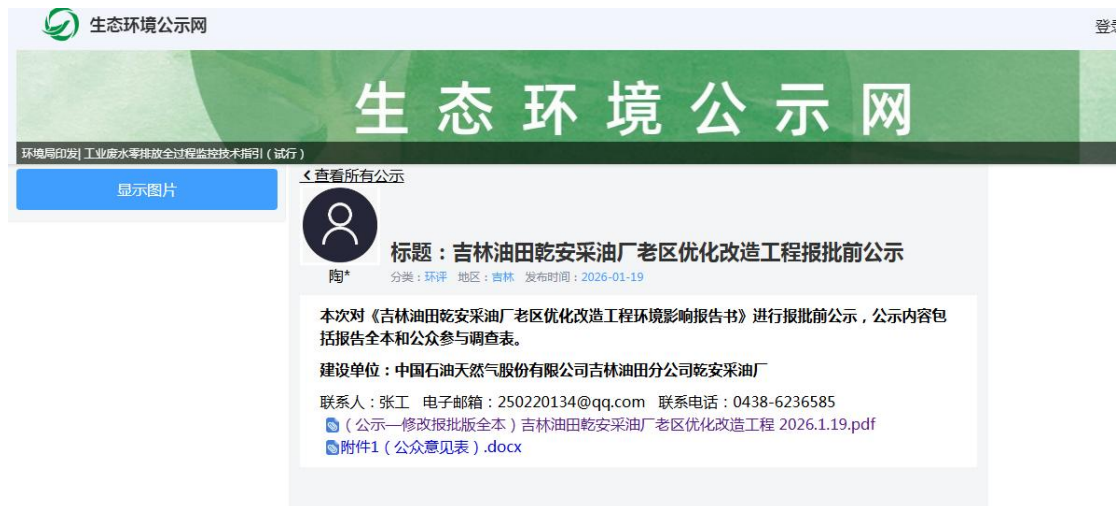 生态环境公示网
登录
生态环境公示网
环境局印发| 工业废水零排放全过程监控技术指引（试行）
显示图片
查看所有公示
标题：吉林油田乾安采油厂老区优化改造工程报批前公示
陶*
分类：环评 地区：吉林 发布时间：2026-01-19
本次对《吉林油田乾安采油厂老区优化改造工程环境影响报告书》进行报批前公示，公示内容包
括报告全本和公众参与调查表。
建设单位：中国石油天然气股份有限公司吉林油田分公司乾安采油厂
联系人：张工 电子邮箱：250220134@qq.com 联系电话：0438-6236585
（公示—修改报批版全本）吉林油田乾安采油厂老区优化改造工程 2026.1.19.pdf
附件1（公众意见表）.docx